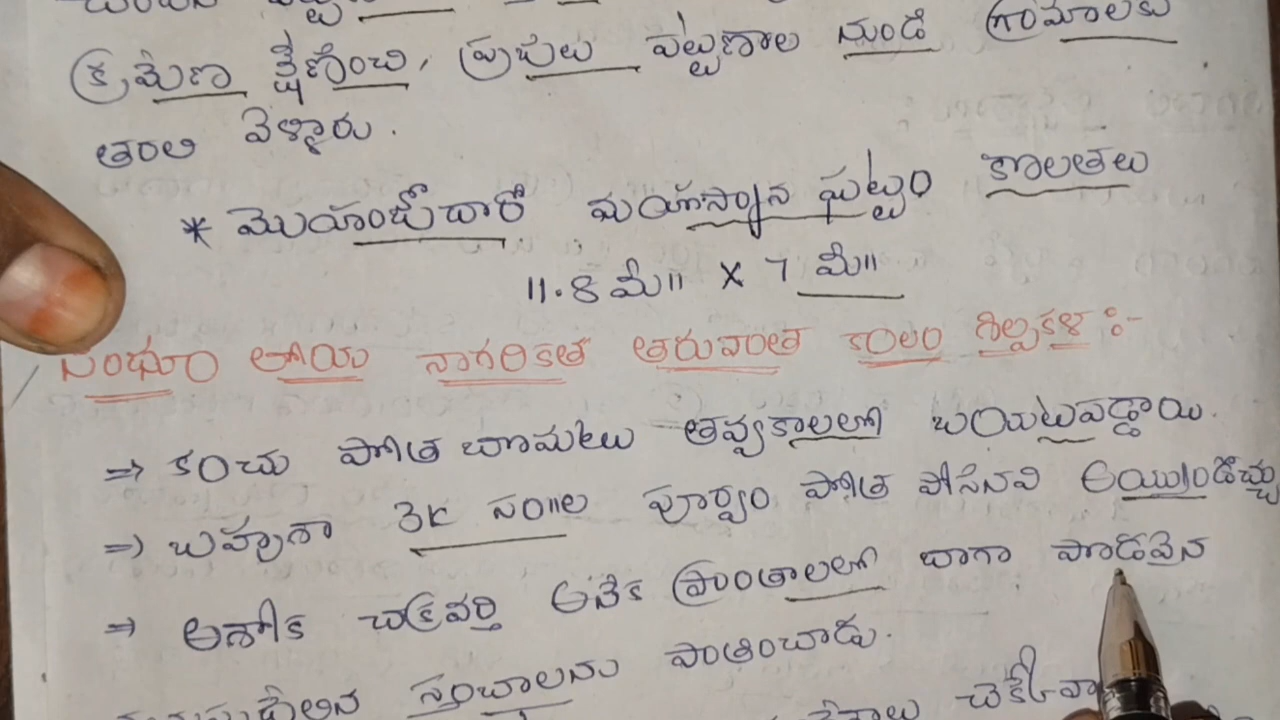 క్రమేణా క్షీణించి, ప్రజలు పట్టణాల నుండి గ్రామాలకు
తరలి వెళ్ళారు.
* మొహంజోదారో మహాస్నాన ఘట్టం కొలతలు
11.8 మీ॥ x 7 మీ॥
సింధూ లోయ నాగరికత తరువాత కాలం శిల్పకళ :-
⇒ కంచు పోత బొమ్మలు తవ్వకాలలో బయటపడ్డాయి.
⇒ బహుశా 3K సం॥ల పూర్వం పోత పోసినవి అయ్యిండొచ్చు
⇒ అశోక చక్రవర్తి అనేక ప్రాంతాలలో బాగా పొడవైన
స్తంభాలను పాతించాడు.